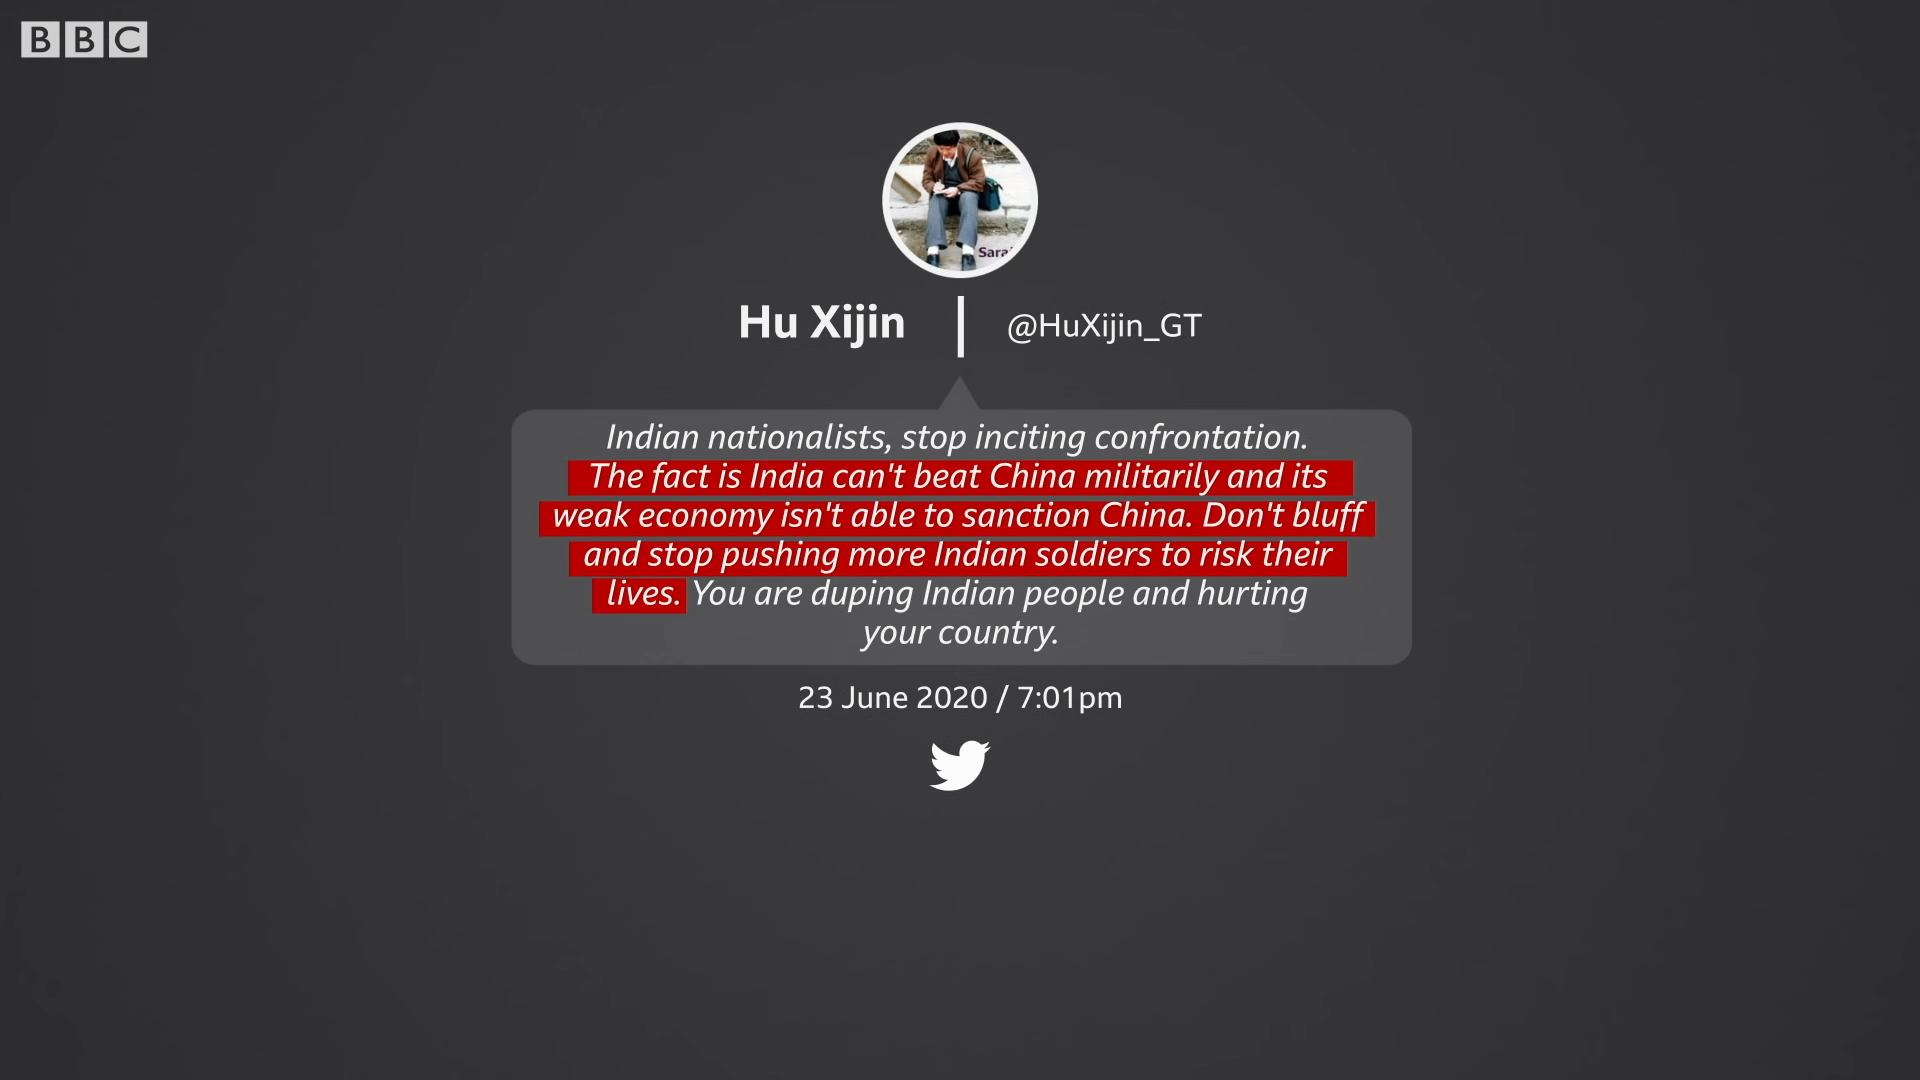 BBC
Sara
Hu Xijin | @HuXijin_GT
Indian nationalists, stop inciting confrontation.
The fact is India can't beat China militarily and its
weak economy isn't able to sanction China. Don't bluff
and stop pushing more Indian soldiers to risk their
lives. You are duping Indian people and hurting
your country.
23 June 2020 / 7:01pm